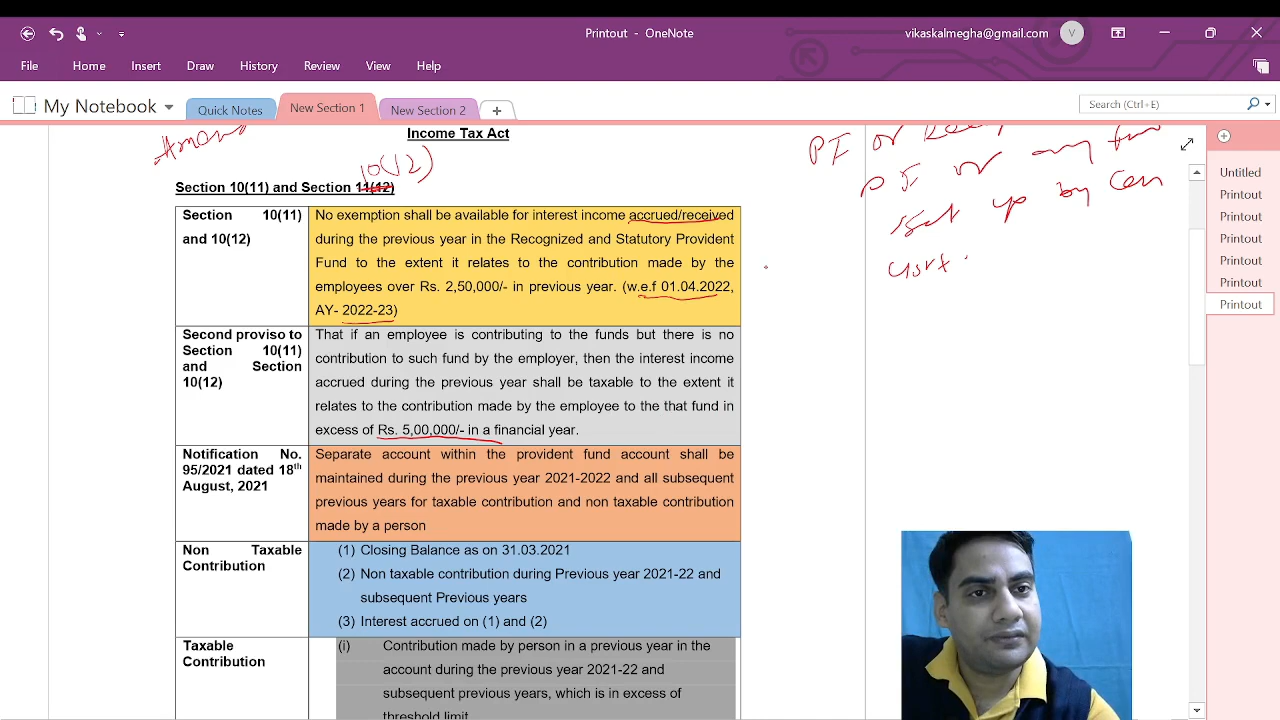 Printout - OneNote
vikaskalmegha@gmail.com
V
File Home Insert Draw History Review View Help
My Notebook
Quick Notes
New Section 1
New Section 2
+
Search (Ctrl+E)
Income Tax Act
10(12)
Section 10(11) and Section 11(12)
Section 10(11)
and 10(12)
No exemption shall be available for interest income accrued/received
during the previous year in the Recognized and Statutory Provident
Fund to the extent it relates to the contribution made by the
employees over Rs. 2,50,000/- in previous year. (w.e.f 01.04.2022,
AY- 2022-23)
Second proviso to
Section 10(11)
and Section
10(12)
That if an employee is contributing to the funds but there is no
contribution to such fund by the employer, then the interest income
accrued during the previous year shall be taxable to the extent it
relates to the contribution made by the employee to the that fund in
excess of Rs. 5,00,000/- in a financial year.
Notification No.
95/2021 dated 18th
August, 2021
Separate account within the provident fund account shall be
maintained during the previous year 2021-2022 and all subsequent
previous years for taxable contribution and non taxable contribution
made by a person
Non Taxable
Contribution
(1) Closing Balance as on 31.03.2021
(2) Non taxable contribution during Previous year 2021-22 and
subsequent Previous years
(3) Interest accrued on (1) and (2)
Taxable
Contribution
(i) Contribution made by person in a previous year in the
account during the previous year 2021-22 and
subsequent previous years, which is in excess of
threshold limit
PF or
PF or any
set up by Cen
Govt
Untitled
Printout
Printout
Printout
Printout
Printout
Printout